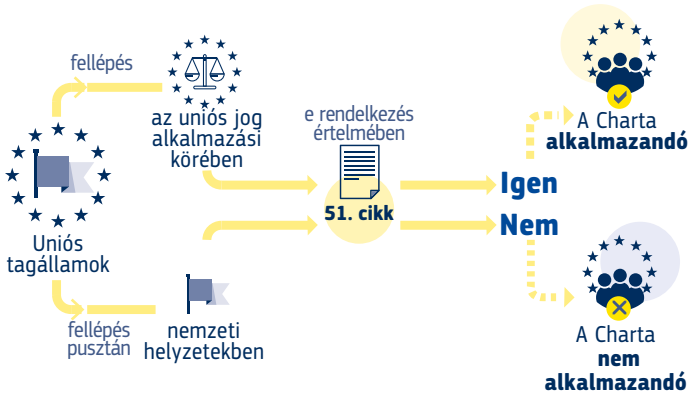 fellépés
az uniós jog
alkalmazási
körében
Uniós
tagállamok
fellépés
pusztán
nemzeti
helyzetekben
e rendelkezés
értelmében
51. cikk
Igen
Nem
A Charta
alkalmazandó
A Charta
nem
alkalmazandó